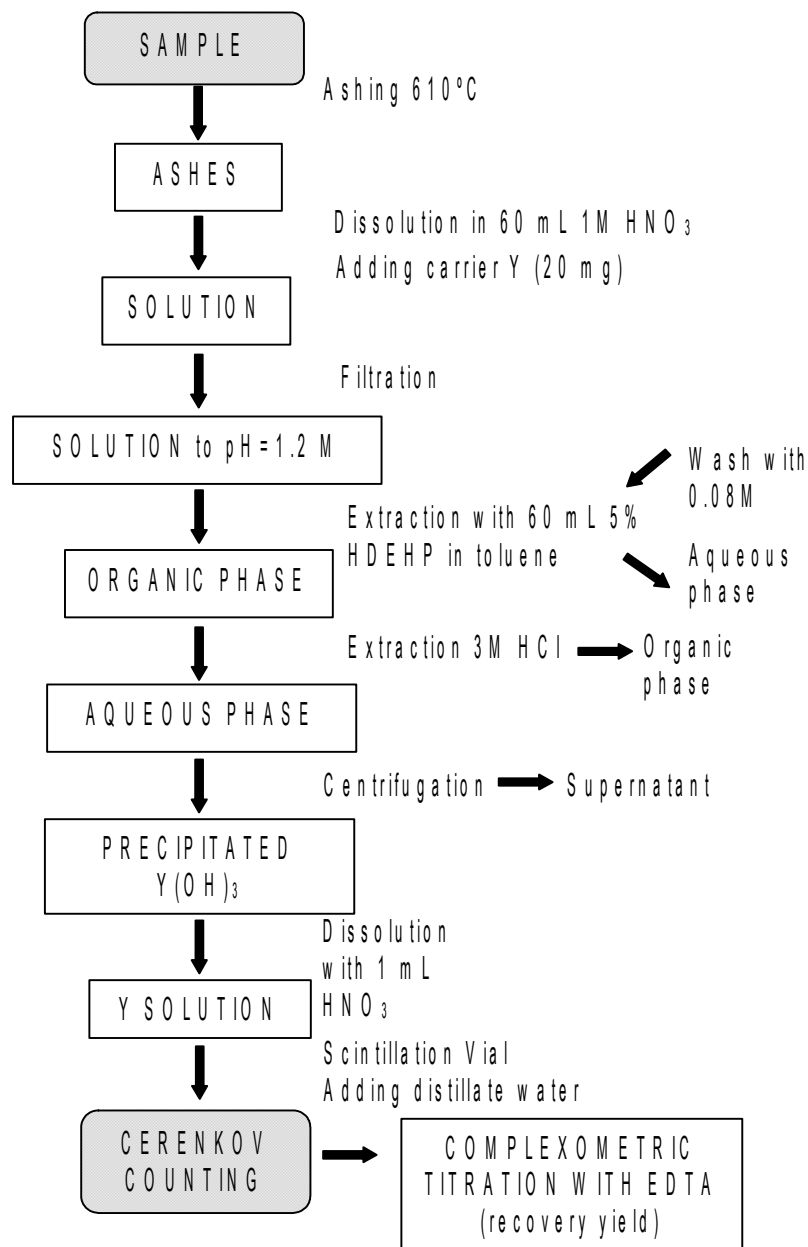 SAMPLE
Ashing 610ºC
ASHES
Dissolution in 60 mL 1M HNO₃
Adding carrier Y (20 mg)
SOLUTION
Filtration
SOLUTION to pH=1.2 M
Wash with
0.08M
Extraction with 60 mL 5%
HDEHP in toluene
Aqueous
phase
ORGANIC PHASE
Extraction 3M HCl
Organic
phase
AQUEOUS PHASE
Centrifugation
Supernatant
PRECIPITATED
Y(OH)₃
Dissolution
with 1 mL
HNO₃
Y SOLUTION
Scintillation Vial
Adding distillate water
CERENKOV
COUNTING
COMPLEXOMETRIC
TITRATION WITH EDTA
(recovery yield)